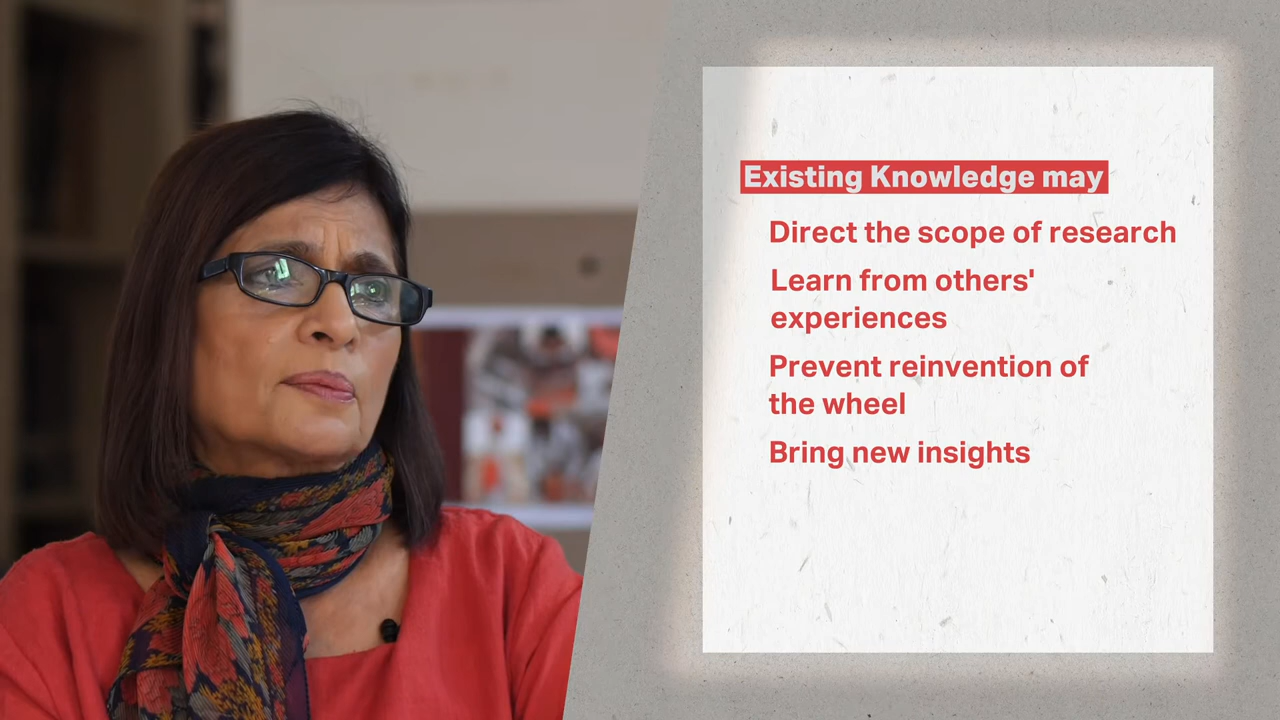 Existing Knowledge may
Direct the scope of research
Learn from others'
experiences
Prevent reinvention of
the wheel
Bring new insights